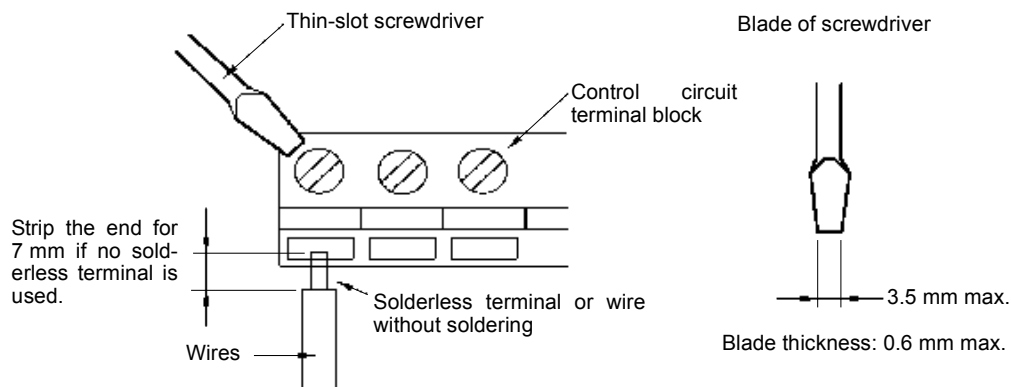 Thin-slot screwdriver
Blade of screwdriver
Control circuit
terminal block
Strip the end for
7 mm if no sold-
erless terminal is
used.
Solderless terminal or wire
without soldering
Wires
3.5 mm max.
Blade thickness: 0.6 mm max.